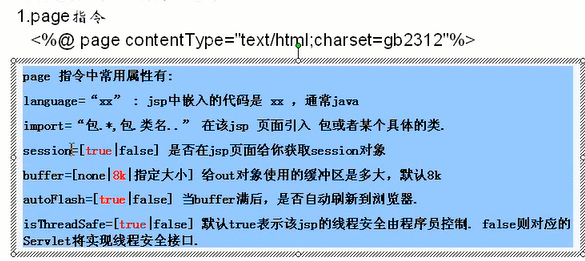 1.page指令
<%@ page contentType="text/html;charset=gb2312"%>
page 指令中常用属性有:
language=“xx” : jsp中嵌入的代码是 xx , 通常java
import=“包.*,包.类名..” 在该jsp 页面引入 包或者某个具体的类.
session=[true|false] 是否在jsp页面给你获取session对象
buffer=[none|8k|指定大小] 给out对象使用的缓冲区是多大, 默认8k
autoFlash=[true|false] 当buffer满后, 是否自动刷新到浏览器.
isThreadSafe=[true|false] 默认true表示该jsp的线程安全由程序员控制. false则对应的
Servlet将实现线程安全接口.